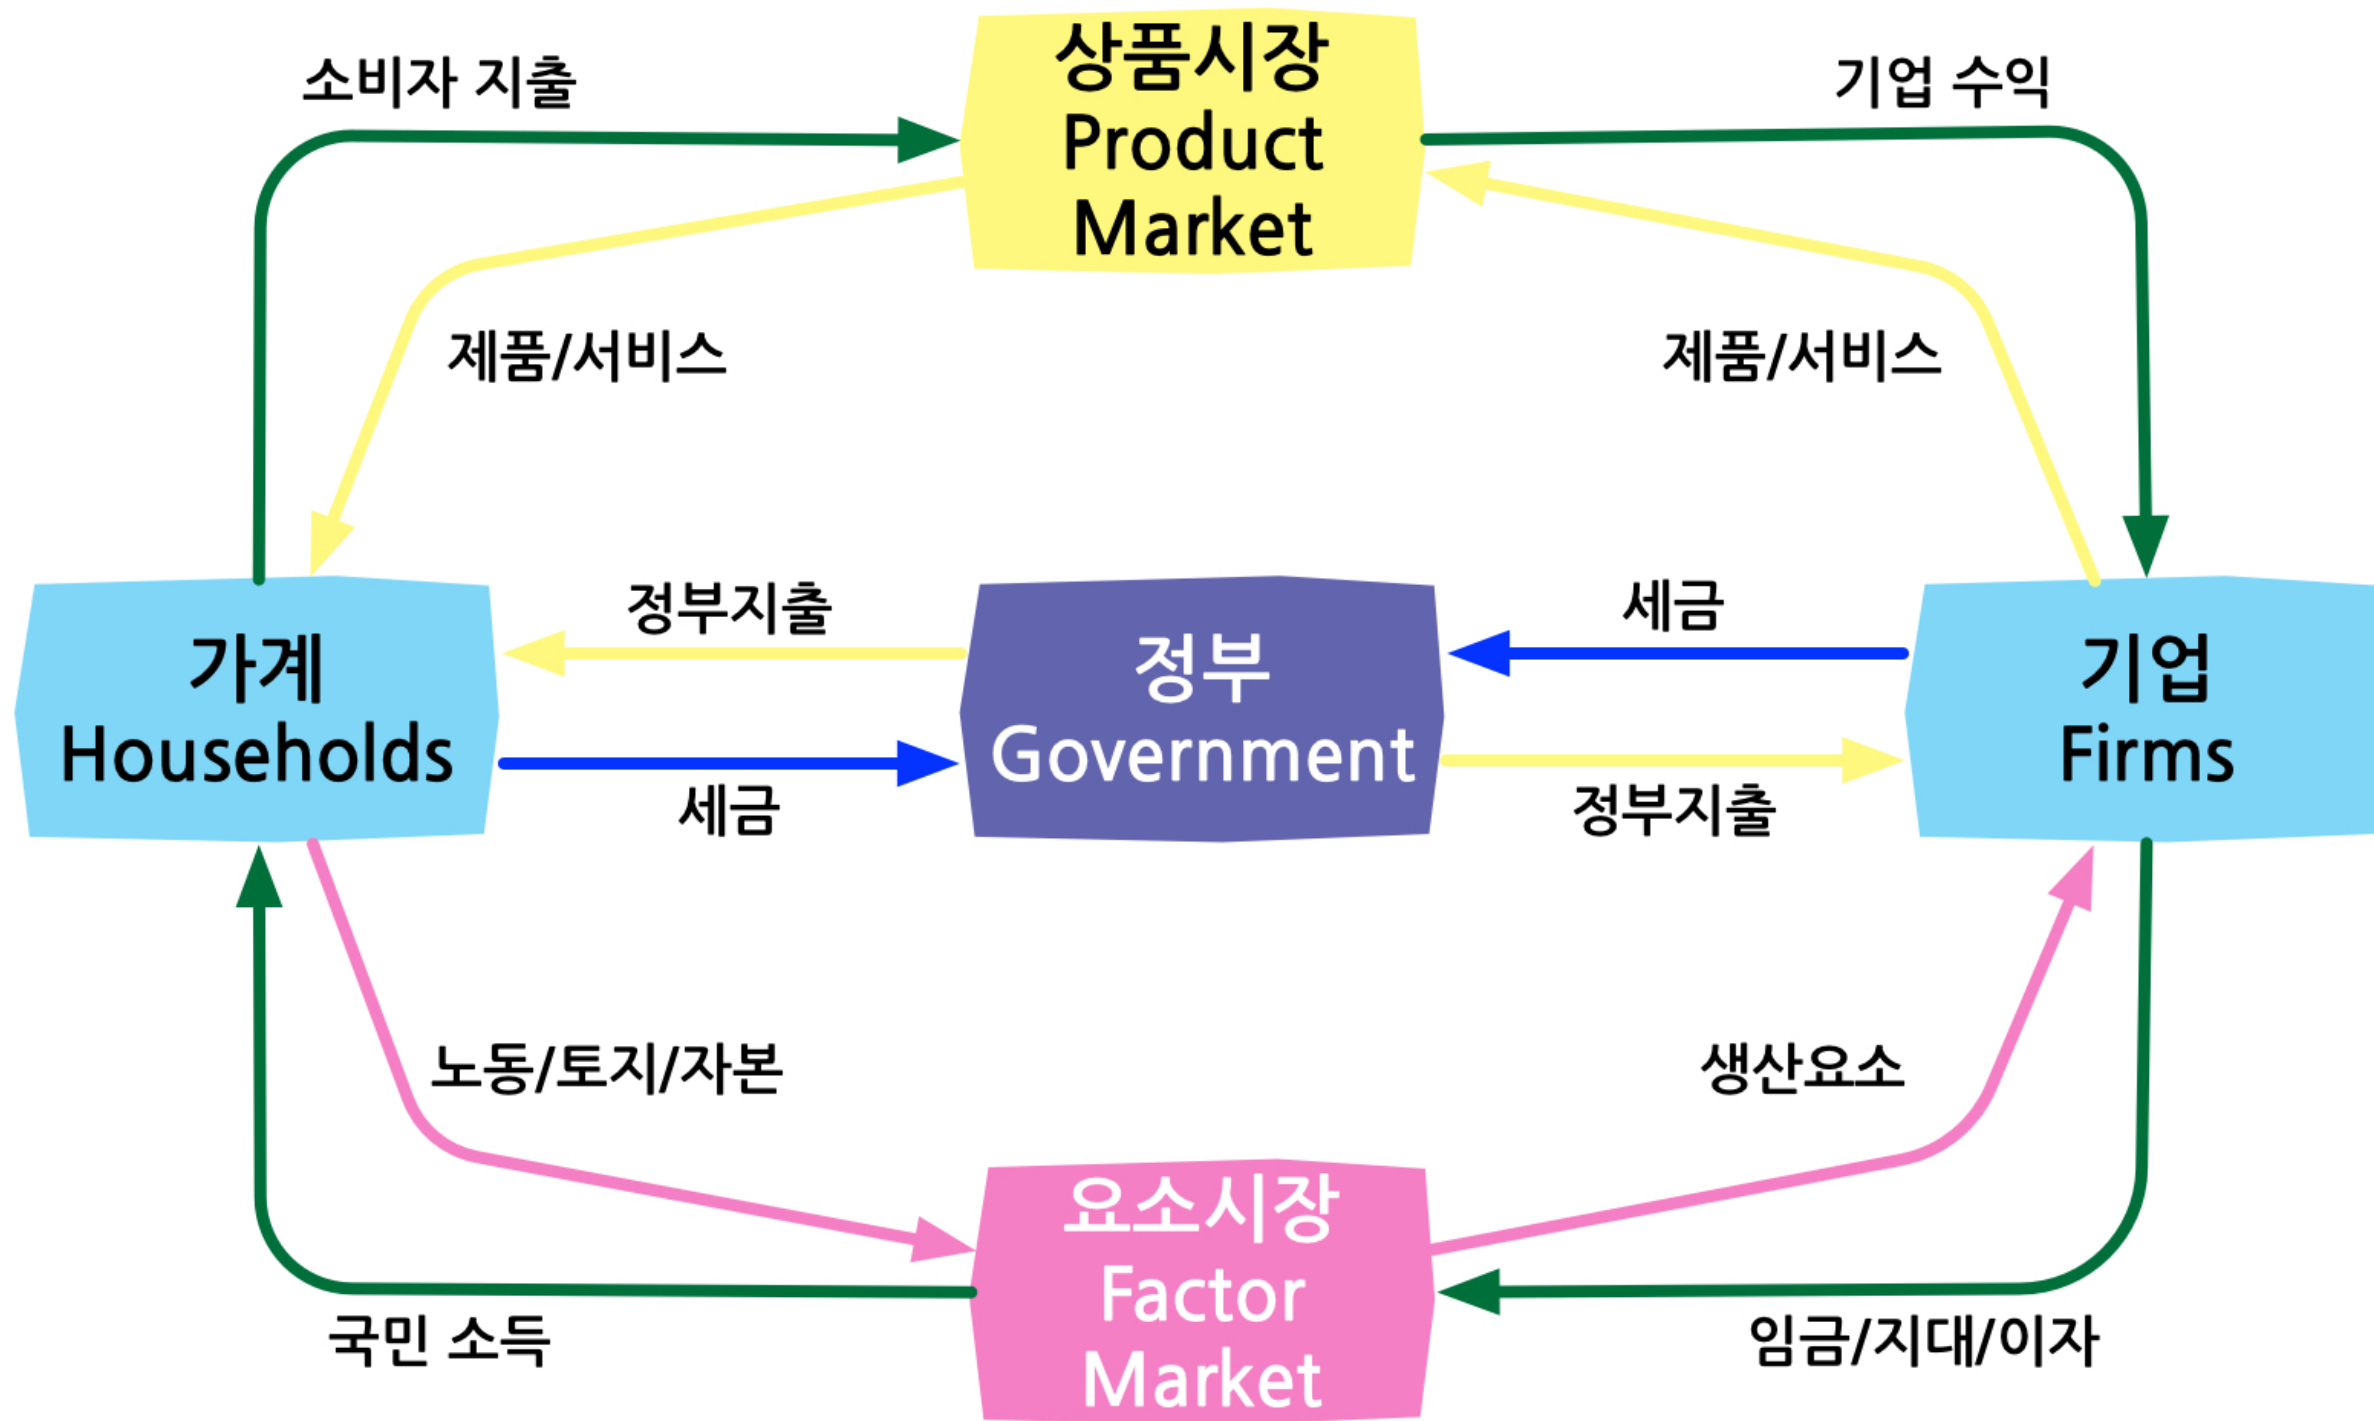 소비자 지출
상품시장
Product
Market
기업 수익
제품/서비스
제품/서비스
가계
Households
정부지출
세금
정부
Government
세금
정부지출
기업
Firms
노동/토지/자본
생산요소
요소시장
Factor
Market
국민 소득
임금/지대/이자